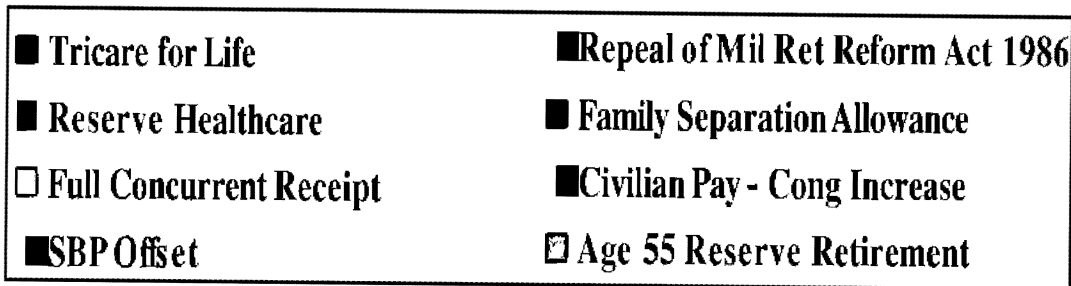 Tricare for Life
Repeal of Mil Ret Reform Act 1986
Reserve Healthcare
Family Separation Allowance
Full Concurrent Receipt
Civilian Pay - Cong Increase
SBP Offset
Age 55 Reserve Retirement